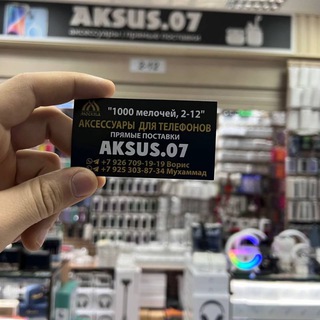 AKSUS.07
аксессуары прямые поставки
2-12
"1000 мелочей, 2-12"
АКСЕССУАРЫ ДЛЯ ТЕЛЕФОНОВ
ПРЯМЫЕ ПОСТАВКИ
AKSUS.07
+7 926 709-19-19 Ворис
+7 925 303-87-34 Мухаммад